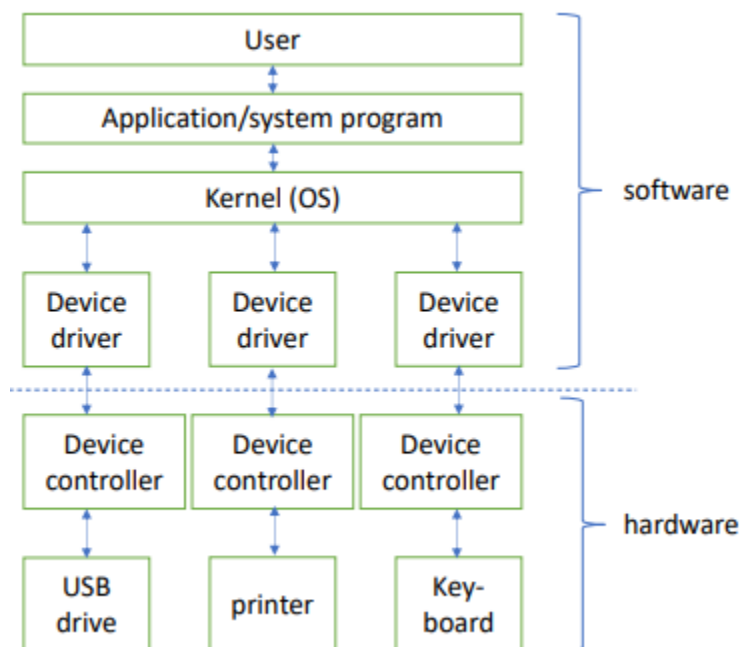 User
Application/system program
software
Kernel (OS)
Device
driver
Device
driver
Device
driver
Device
controller
Device
controller
Device
controller
hardware
USB
drive
printer
Key-
board